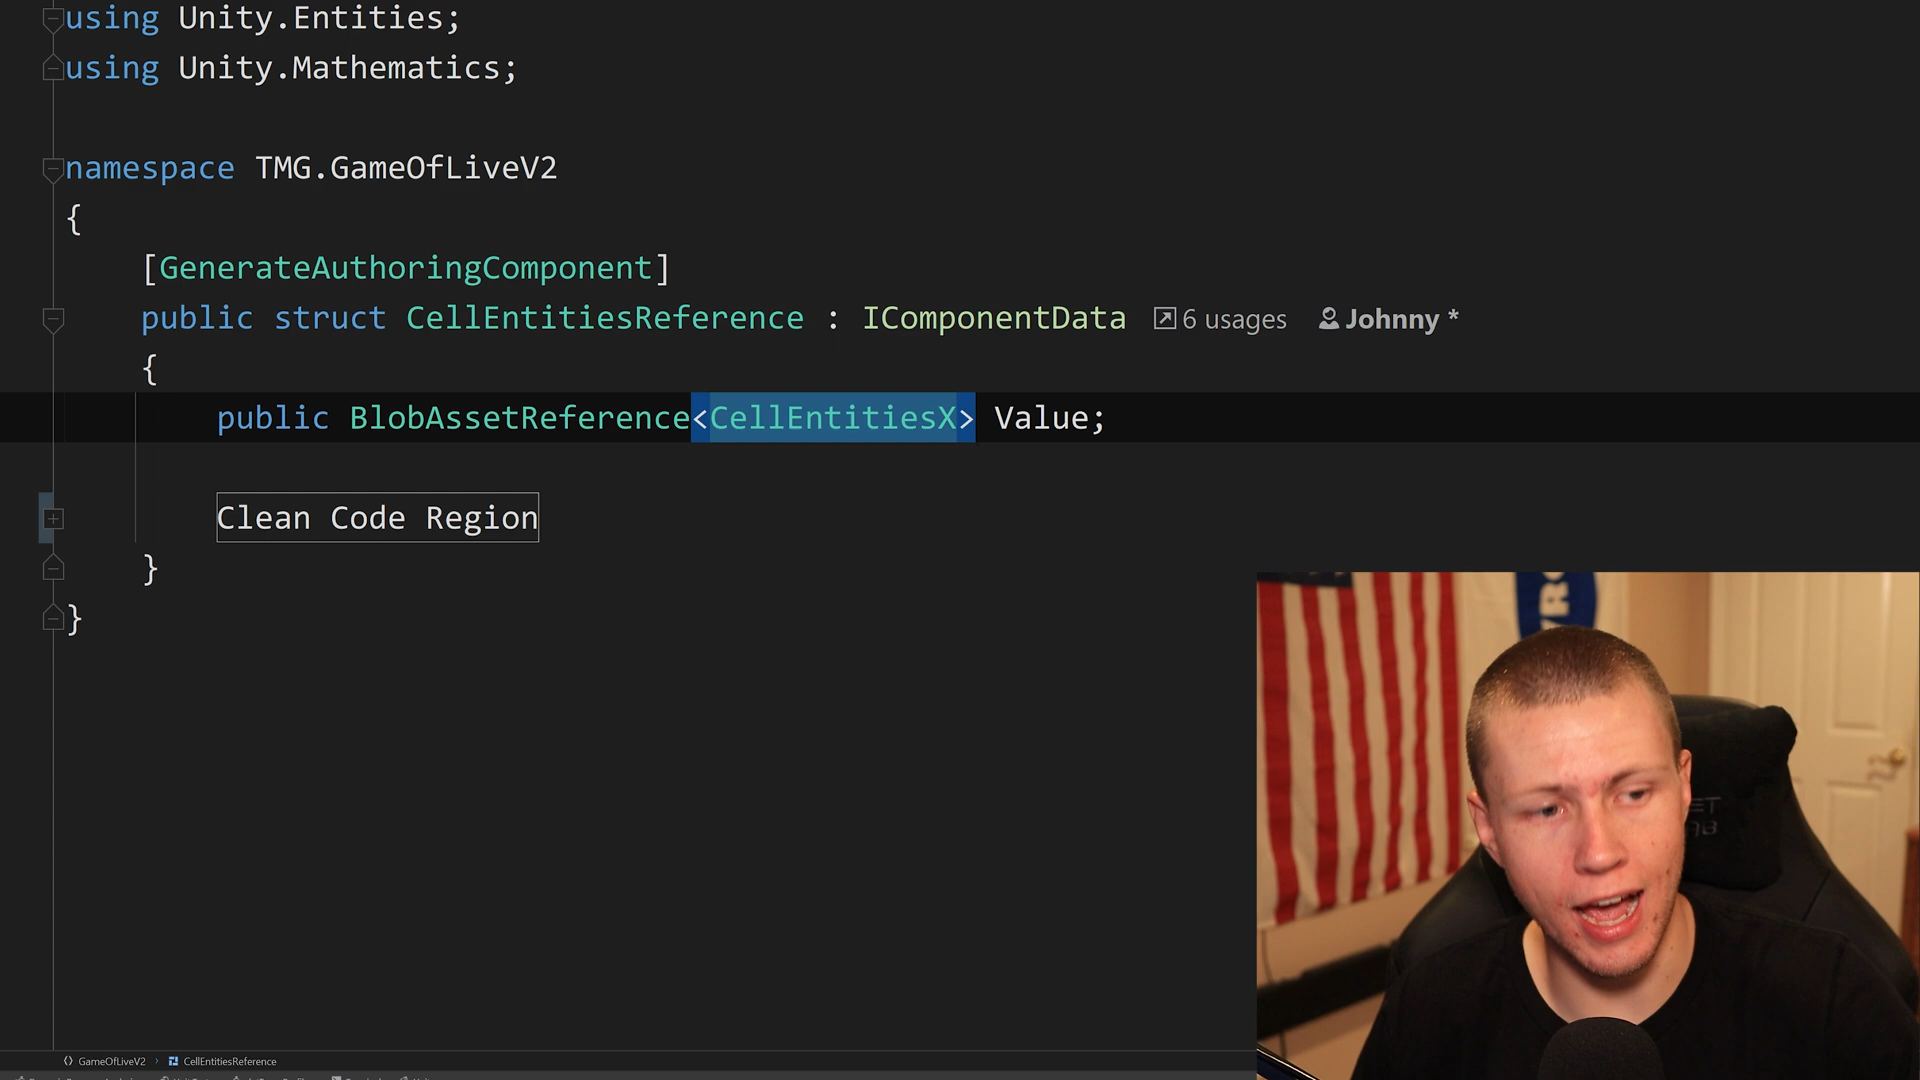 using Unity.Entities;
using Unity.Mathematics;
namespace TMG.GameOfLiveV2
{
[GenerateAuthoringComponent]
public struct CellEntitiesReference : IComponentData 6 usages Johnny *
{
public BlobAssetReference<CellEntitiesX> Value;
Clean Code Region
}
}
GameOfLiveV2 › CellEntitiesReference